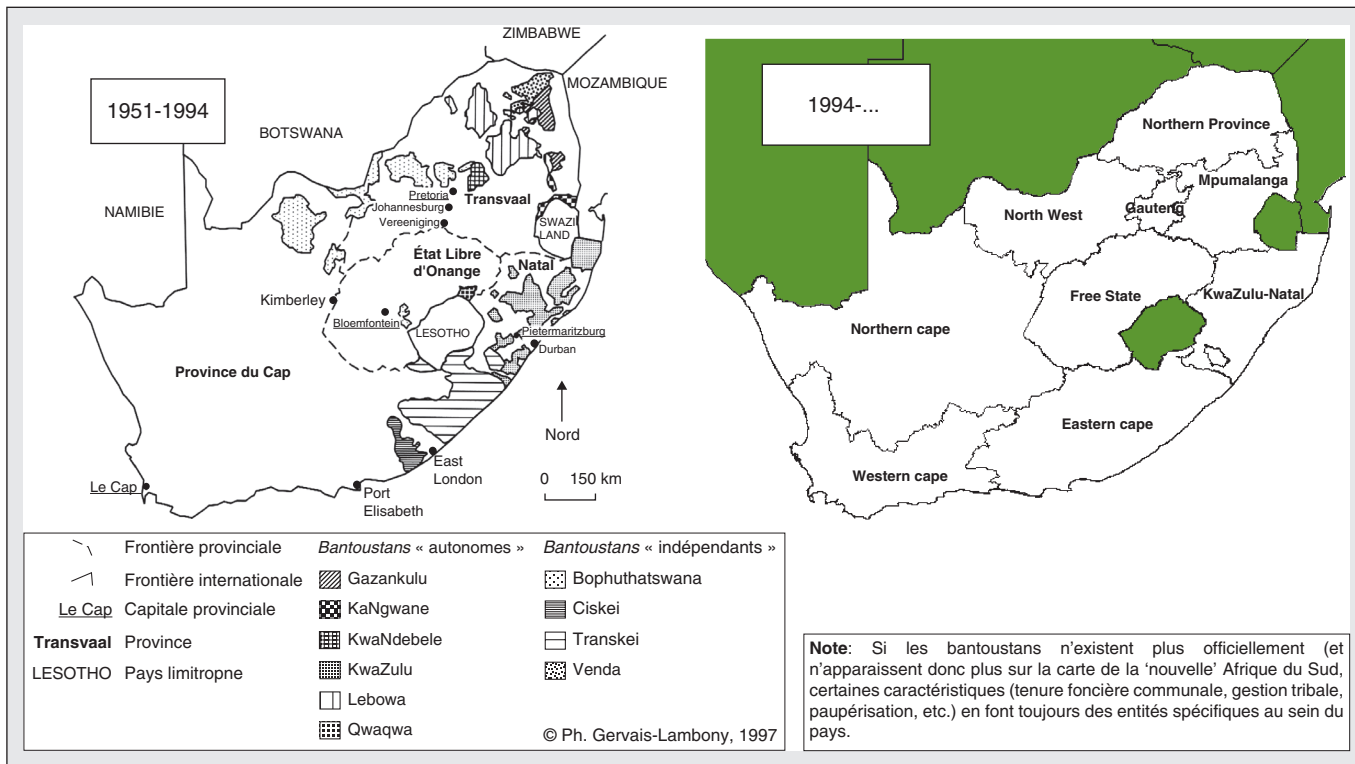 1951-1994
ZIMBABWE
MOZAMBIQUE
BOTSWANA
NAMIBIE
Pretoria
Johannesburg
Vereeniging
Transvaal
SWAZI
LAND
État Libre
d'Onange
Natal
Kimberley
Bloemfontein
LESOTHO
Pietermaritzburg
Durban
Province du Cap
Nord
0 150 km
East
London
Le Cap
Port
Elisabeth
1994-...
Northern Province
Mpumalanga
North West
Gauteng
Free State
KwaZulu-Natal
Northern cape
Eastern cape
Western cape
Frontière provinciale
Frontière internationale
Le Cap Capitale provinciale
Transvaal Province
LESOTHO Pays limitropne
Bantoustans « autonomes »
Gazankulu
KaNgwane
KwaNdebele
KwaZulu
Lebowa
Qwaqwa
Bantoustans « indépendants »
Bophuthatswana
Ciskei
Transkei
Venda
© Ph. Gervais-Lambony, 1997
Note: Si les bantoustans n'existent plus officiellement (et
n'apparaissent donc plus sur la carte de la 'nouvelle' Afrique du Sud,
certaines caractéristiques (tenure foncière communale, gestion tribale,
paupérisation, etc.) en font toujours des entités spécifiques au sein du
pays.